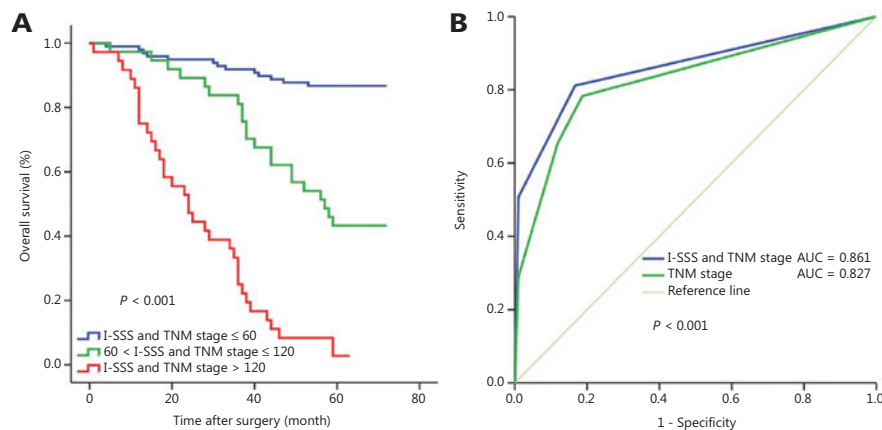 A
1.0
0.8
0.6
0.4
0.2
0.0
Overall survival (%)
P < 0.001
I-SSS and TNM stage ≤ 60
60 < I-SSS and TNM stage ≤ 120
I-SSS and TNM stage > 120
0
20
40
60
80
Time after surgery (month)
B
1.0
0.8
0.6
0.4
0.2
0.0
Sensitivity
I-SSS and TNM stage AUC = 0.861
TNM stage AUC = 0.827
Reference line
P < 0.001
0.0
0.2
0.4
0.6
0.8
1.0
1 - Specificity